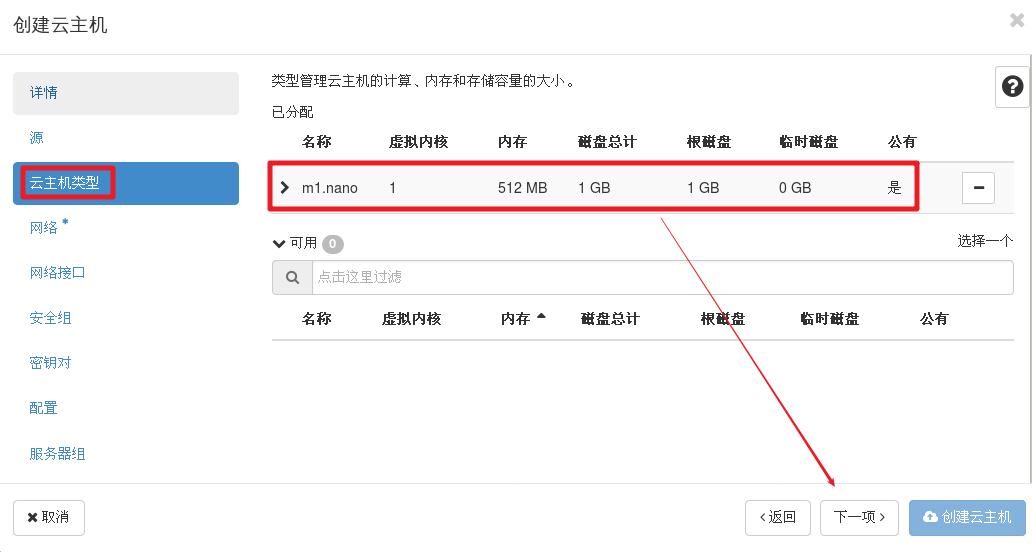 创建云主机
×
详情
源
云主机类型
网络 *
网络接口
安全组
密钥对
配置
服务器组
类型管理云主机的计算、内存和存储容量的大小。
?
已分配
名称 虚拟内核 内存 磁盘总计 根磁盘 临时磁盘 公有
m1.nano 1 512 MB 1 GB 1 GB 0 GB 是
可用 0 选择一个
点击这里过滤
名称 虚拟内核 内存 磁盘总计 根磁盘 临时磁盘 公有
取消 返回 下一项 创建云主机